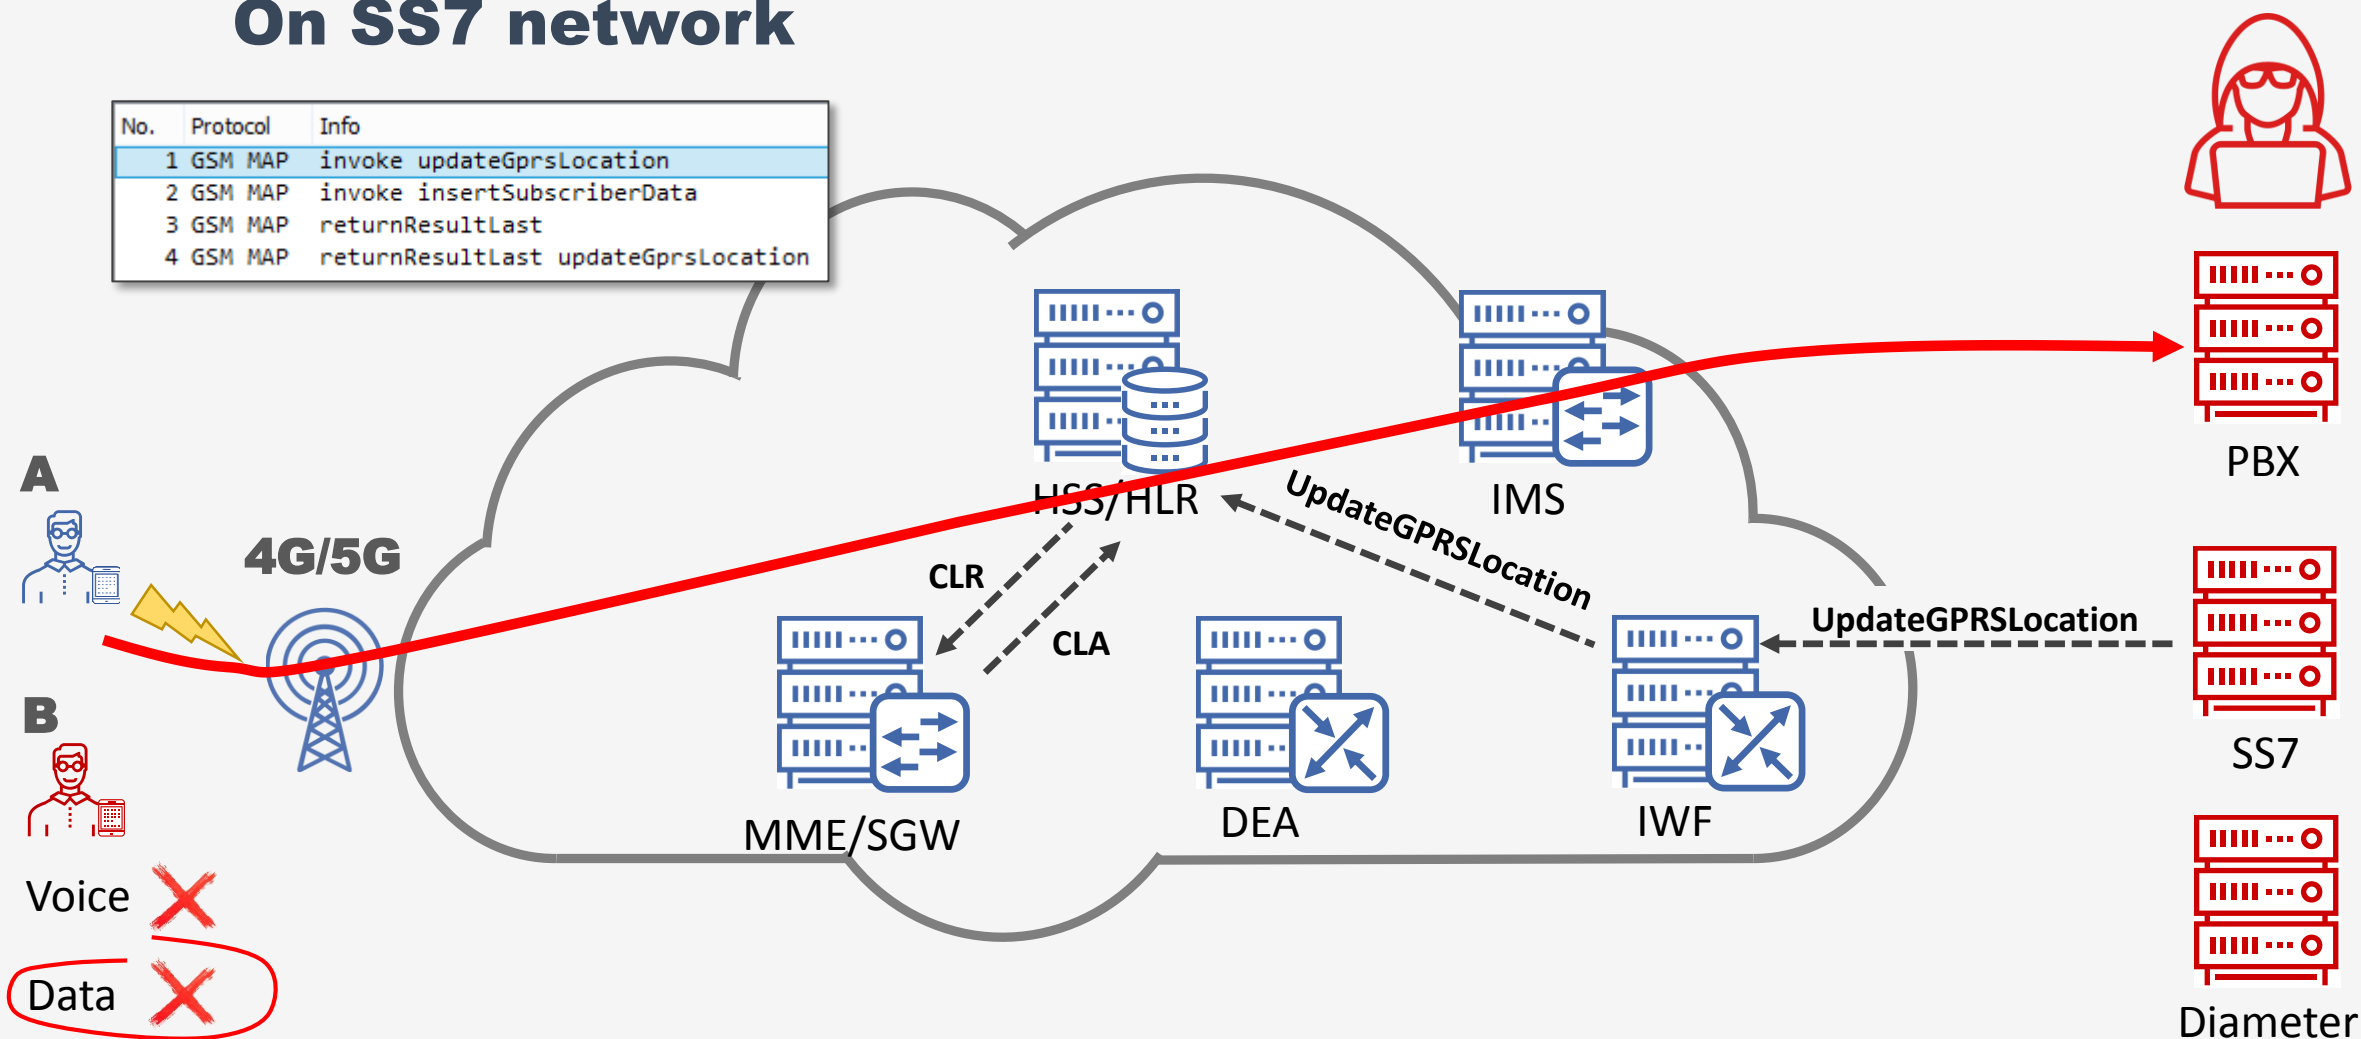 On SS7 network
No. Protocol Info
1 GSM MAP invoke updateGprsLocation
2 GSM MAP invoke insertSubscriberData
3 GSM MAP returnResultLast
4 GSM MAP returnResultLast updateGprsLocation
A
4G/5G
B
Voice
Data
HSS/HLR
IMS
UpdateGPRSLocation
CLR
CLA
UpdateGPRSLocation
MME/SGW
DEA
IWF
PBX
SS7
Diameter